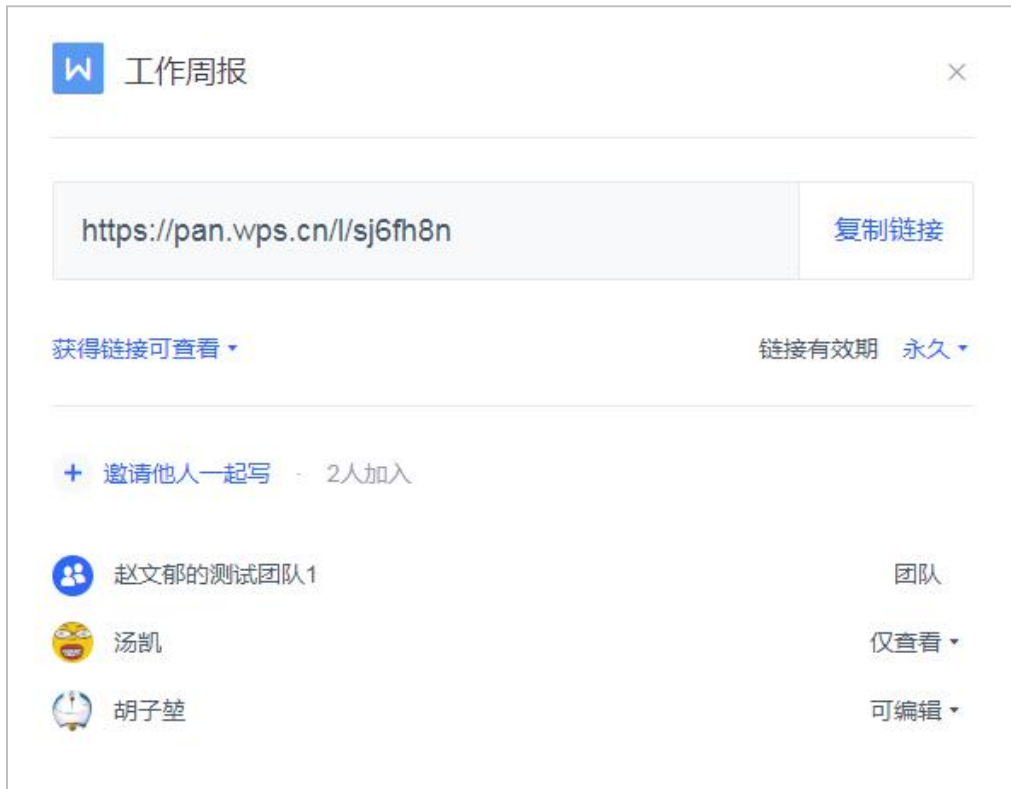 工作周报
https://pan.wps.cn/l/sj6fh8n 复制链接
获得链接可查看 链接有效期 永久
+ 邀请他人一起写 · 2人加入
赵文郁的测试团队1 团队
汤凯 仅查看
胡子堃 可编辑